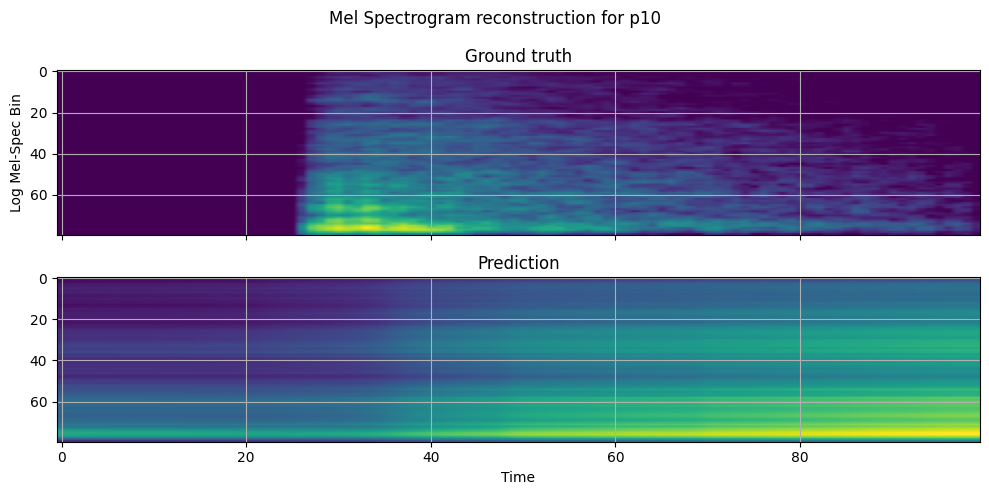 Mel Spectrogram reconstruction for p10
Ground truth
0
20
40
60
Log Mel-Spec Bin
Prediction
0
20
40
60
0 20 40 60 80
Time